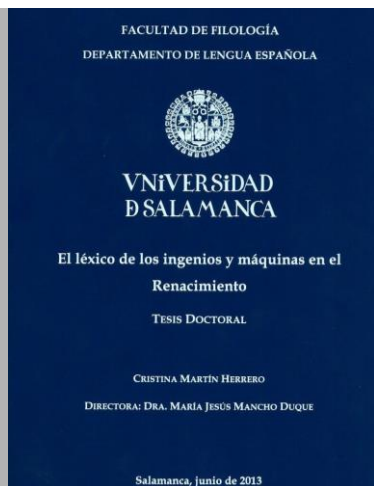 FACULTAD DE FILOLOGÍA
DEPARTAMENTO DE LENGUA ESPAÑOLA
VNiVERSiDAD
D SALAMANCA
El léxico de los ingenios y máquinas en el
Renacimiento
TESIS DOCTORAL
CRISTINA MARTÍN HERRERO
DIRECTORA: DRA. MARÍA JESÚS MANCHO DUQUE
Salamanca, junio de 2013